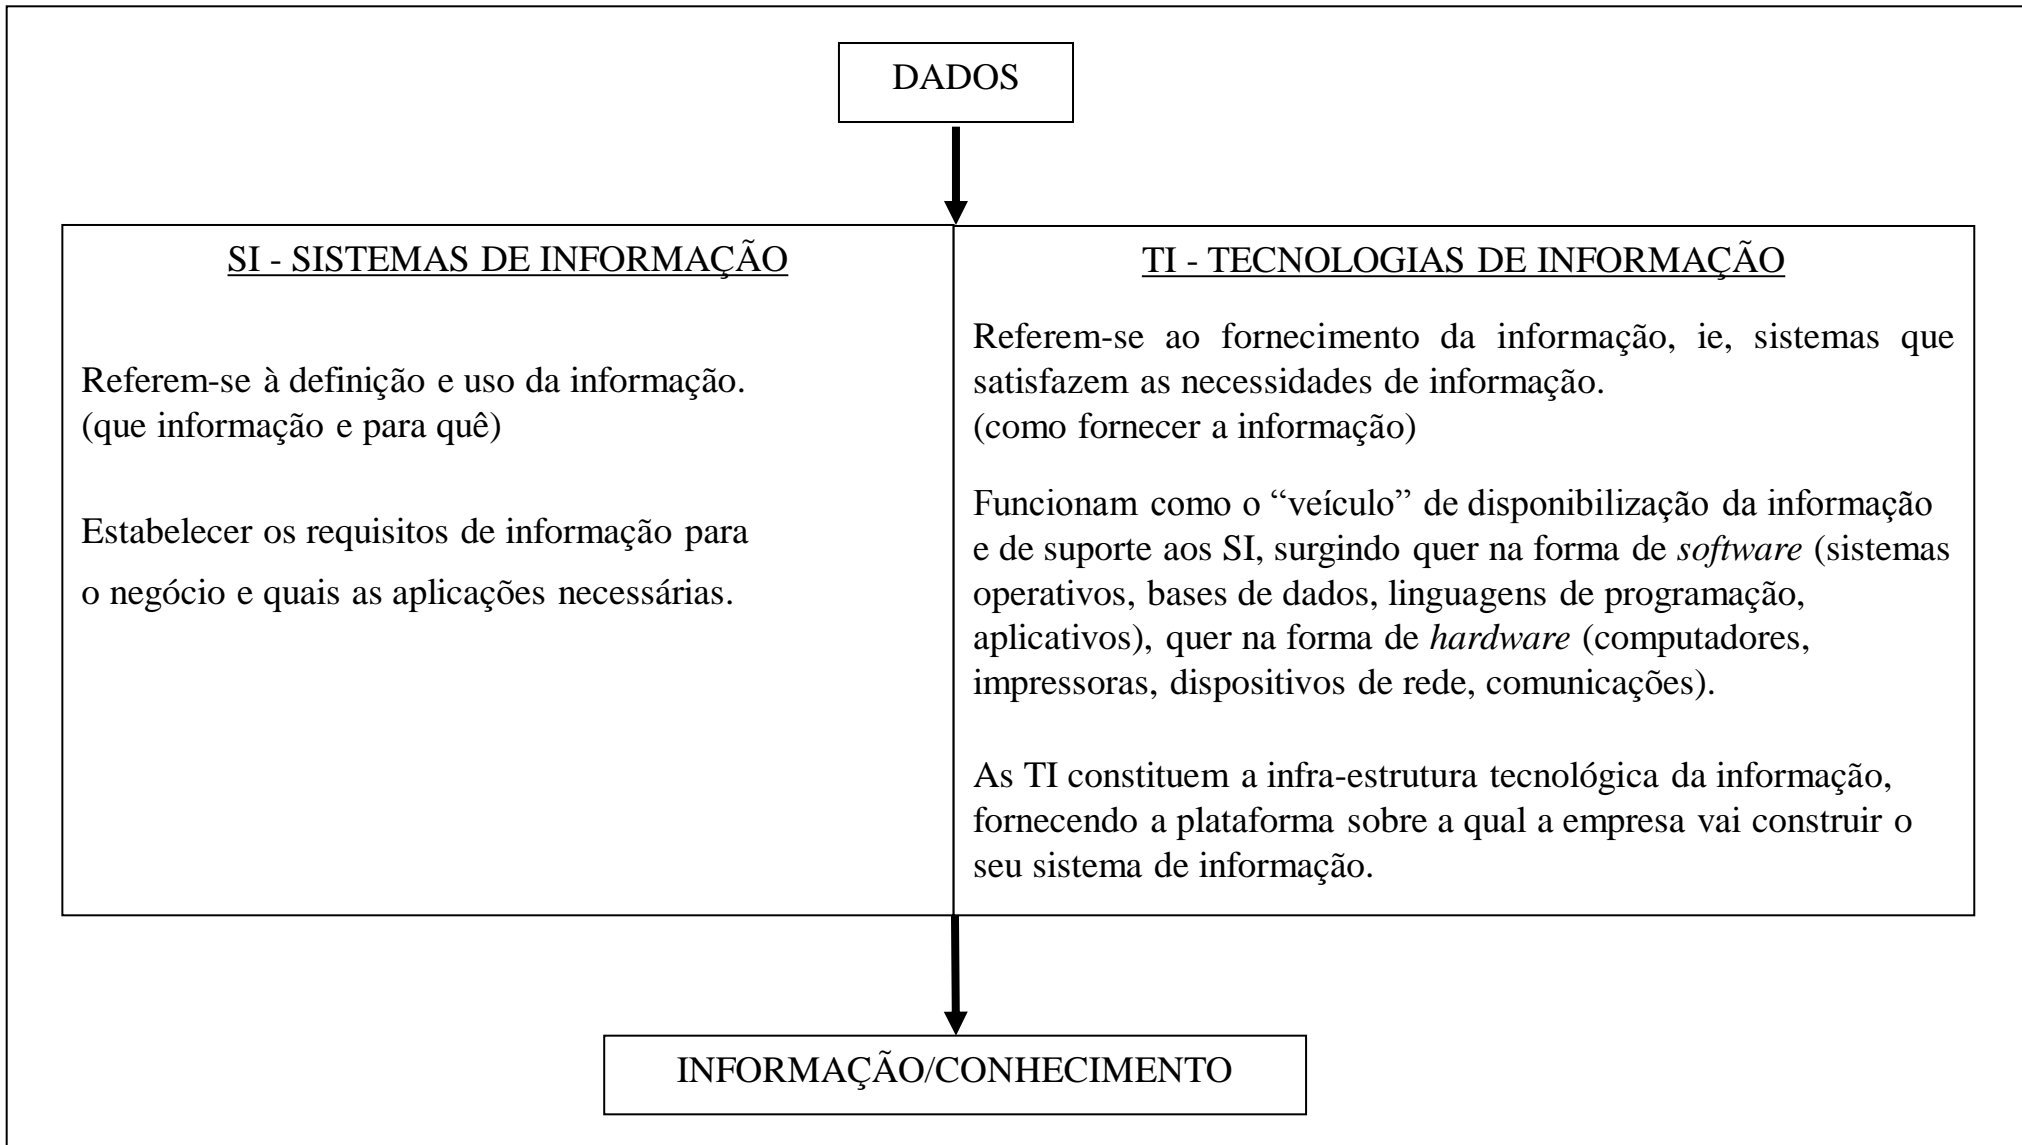 DADOS
SI - SISTEMAS DE INFORMAÇÃO
Referem-se à definição e uso da informação.
(que informação e para quê)
Estabelecer os requisitos de informação para
o negócio e quais as aplicações necessárias.
TI - TECNOLOGIAS DE INFORMAÇÃO
Referem-se ao fornecimento da informação, ie, sistemas que
satisfazem as necessidades de informação.
(como fornecer a informação)
Funcionam como o “veículo” de disponibilização da informação
e de suporte aos SI, surgindo quer na forma de software (sistemas
operativos, bases de dados, linguagens de programação,
aplicativos), quer na forma de hardware (computadores,
impressoras, dispositivos de rede, comunicações).
As TI constituem a infra-estrutura tecnológica da informação,
fornecendo a plataforma sobre a qual a empresa vai construir o
seu sistema de informação.
INFORMAÇÃO/CONHECIMENTO